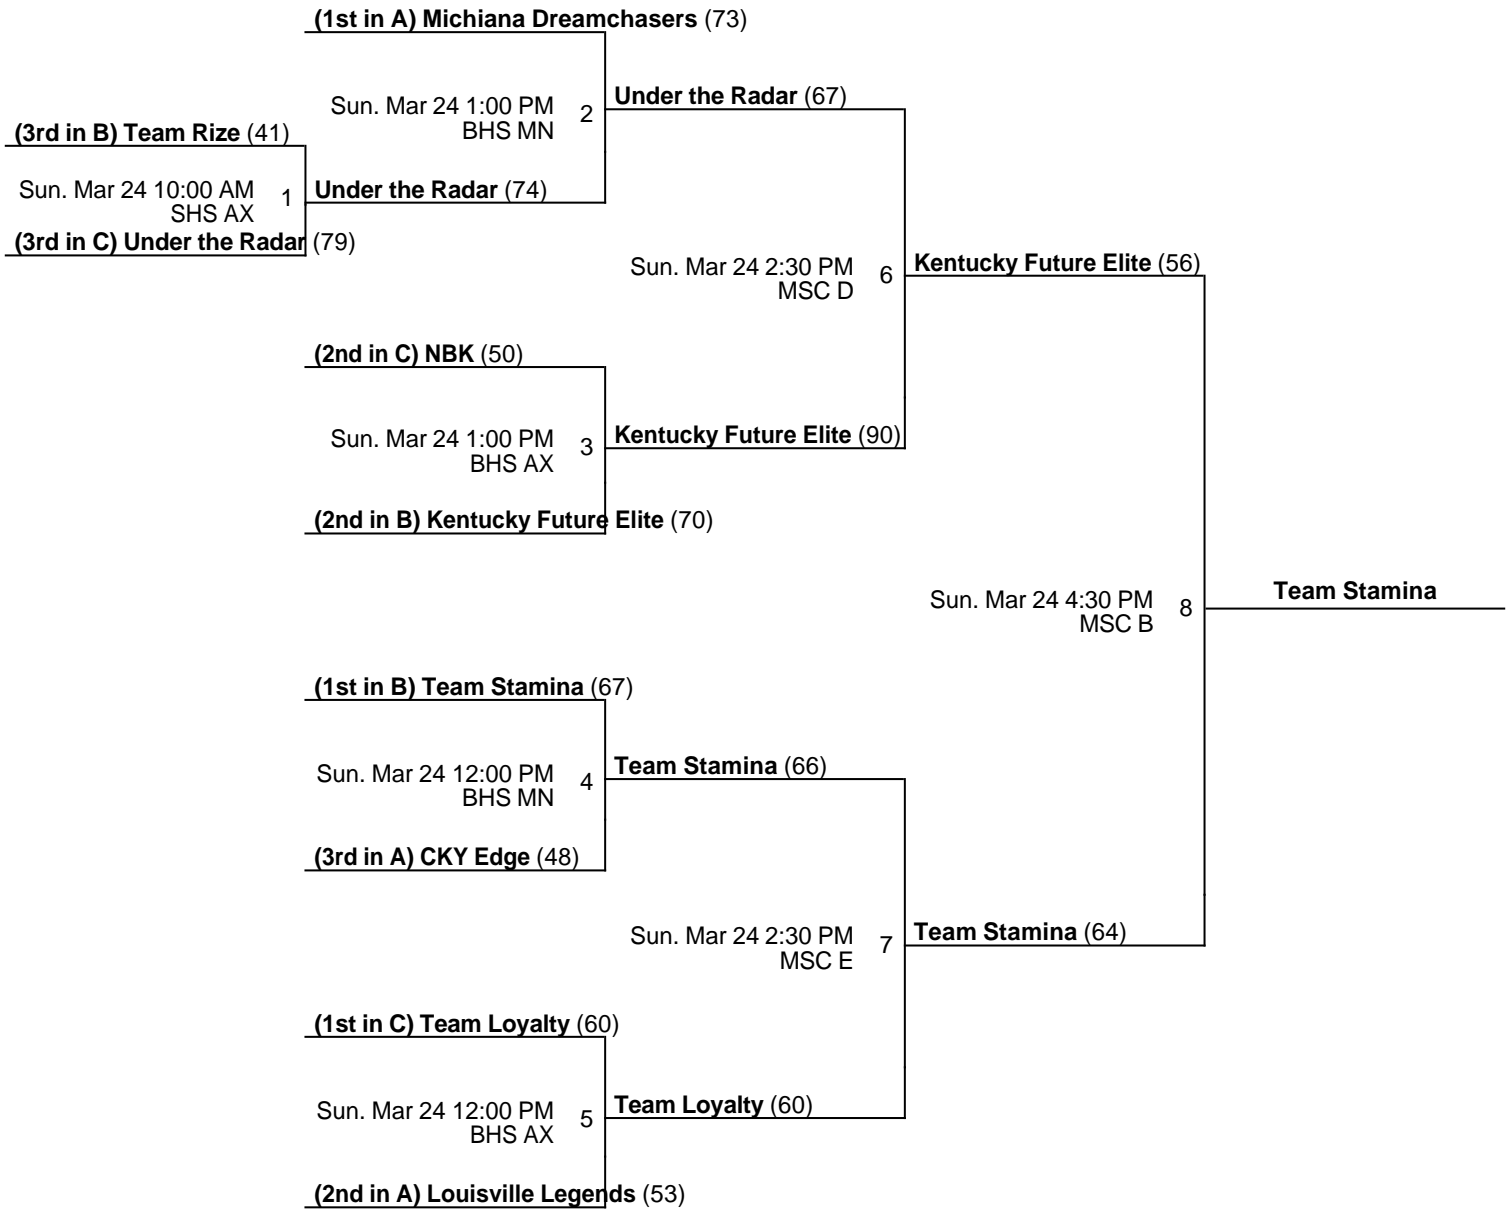 (1st in A) Michiana Dreamchasers (73)
Sun. Mar 24 1:00 PM
BHS MN
2
Under the Radar (67)
(3rd in B) Team Rize (41)
Sun. Mar 24 10:00 AM
SHS AX
1
Under the Radar (74)
(3rd in C) Under the Radar (79)
Sun. Mar 24 2:30 PM
MSC D
6
Kentucky Future Elite (56)
(2nd in C) NBK (50)
Sun. Mar 24 1:00 PM
BHS AX
3
Kentucky Future Elite (90)
(2nd in B) Kentucky Future Elite (70)
Sun. Mar 24 4:30 PM
MSC B
8
Team Stamina
(1st in B) Team Stamina (67)
Sun. Mar 24 12:00 PM
BHS MN
4
Team Stamina (66)
(3rd in A) CKY Edge (48)
Sun. Mar 24 2:30 PM
MSC E
7
Team Stamina (64)
(1st in C) Team Loyalty (60)
Sun. Mar 24 12:00 PM
BHS AX
5
Team Loyalty (60)
(2nd in A) Louisville Legends (53)